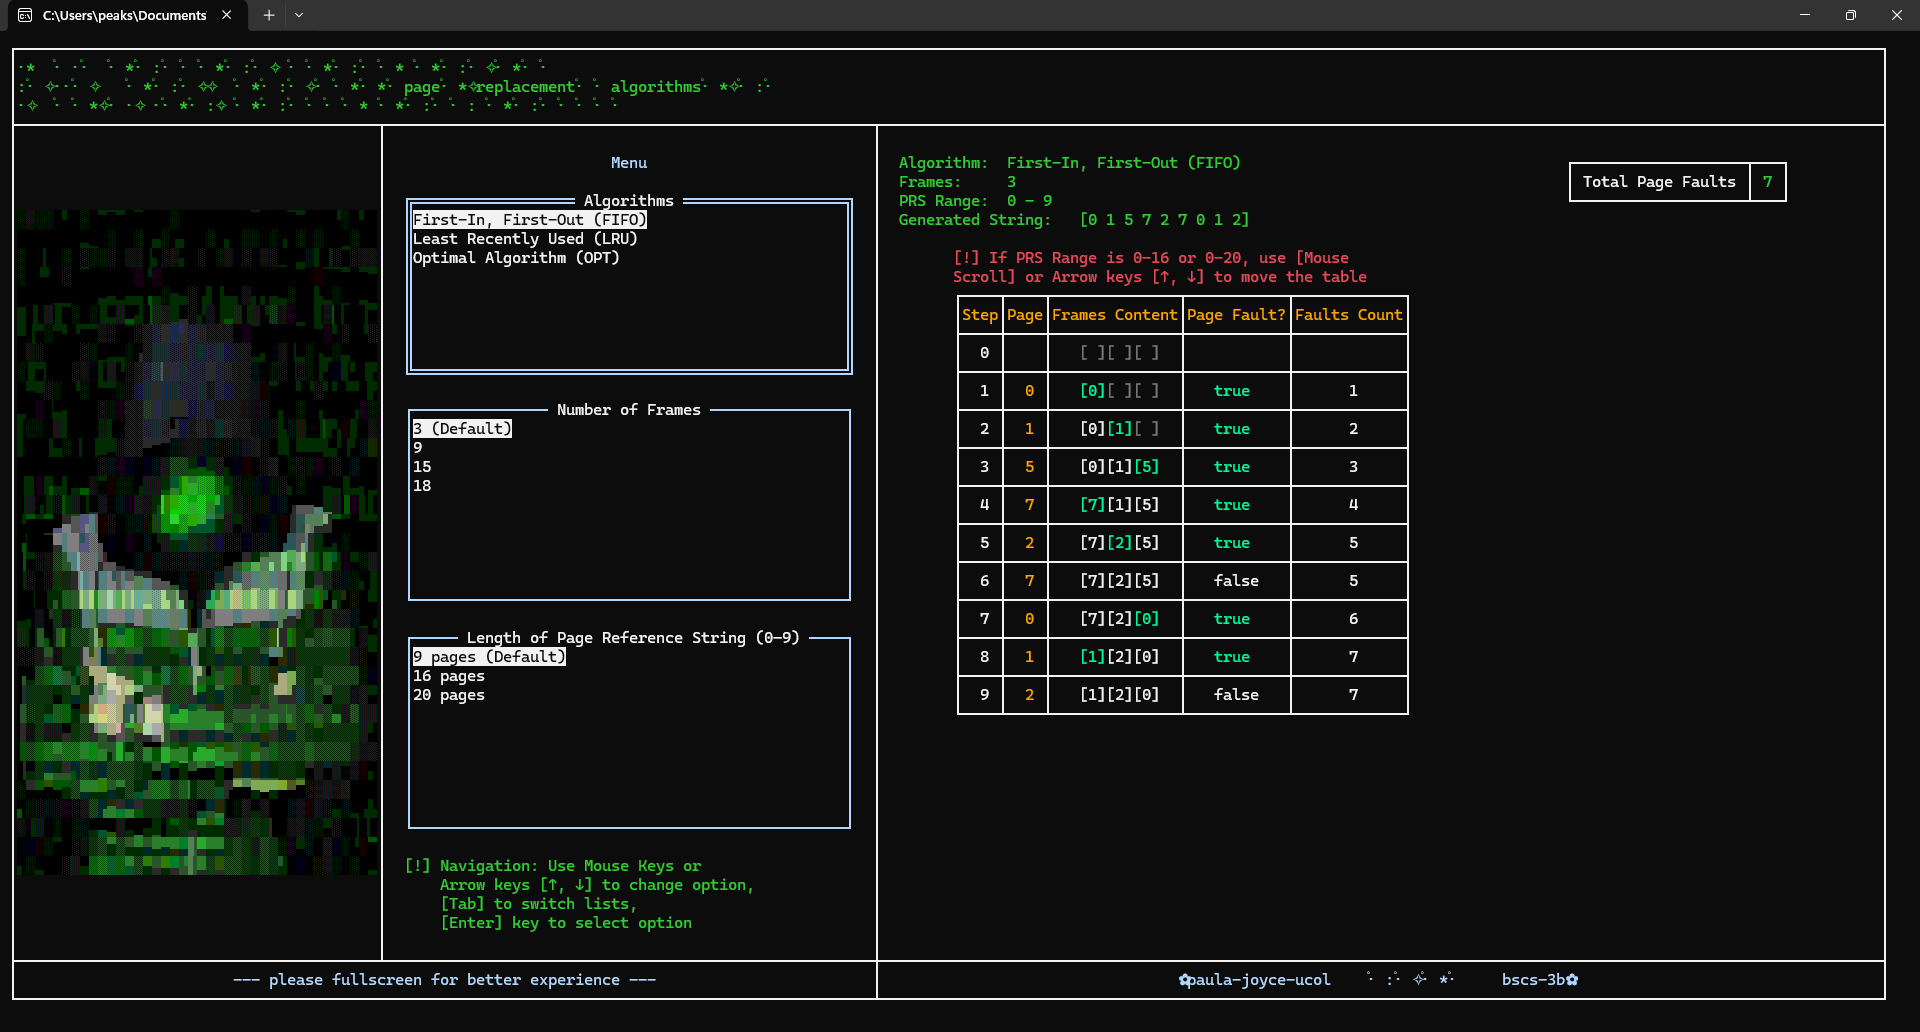 C:\Users\peaks\Documents
page replacement algorithms
Menu
Algorithms
First-In, First-Out (FIFO)
Least Recently Used (LRU)
Optimal Algorithm (OPT)
Number of Frames
3 (Default)
9
15
18
Length of Page Reference String (0-9)
9 pages (Default)
16 pages
20 pages
[!] Navigation: Use Mouse Keys or
Arrow keys [↑, ↓] to change option,
[Tab] to switch lists,
[Enter] key to select option
Algorithm: First-In, First-Out (FIFO)
Frames: 3
PRS Range: 0 - 9
Generated String: [0 1 5 7 2 7 0 1 2]
Total Page Faults 7
[!] If PRS Range is 0-16 or 0-20, use [Mouse
Scroll] or Arrow keys [↑, ↓] to move the table
Step Page Frames Content Page Fault? Faults Count
0 [ ][ ][ ]
1 0 [0][ ][ ] true 1
2 1 [0][1][ ] true 2
3 5 [0][1][5] true 3
4 7 [7][1][5] true 4
5 2 [7][2][5] true 5
6 7 [7][2][5] false 5
7 0 [7][2][0] true 6
8 1 [1][2][0] true 7
9 2 [1][2][0] false 7
--- please fullscreen for better experience ---
✿paula-joyce-ucol bscs-3b✿